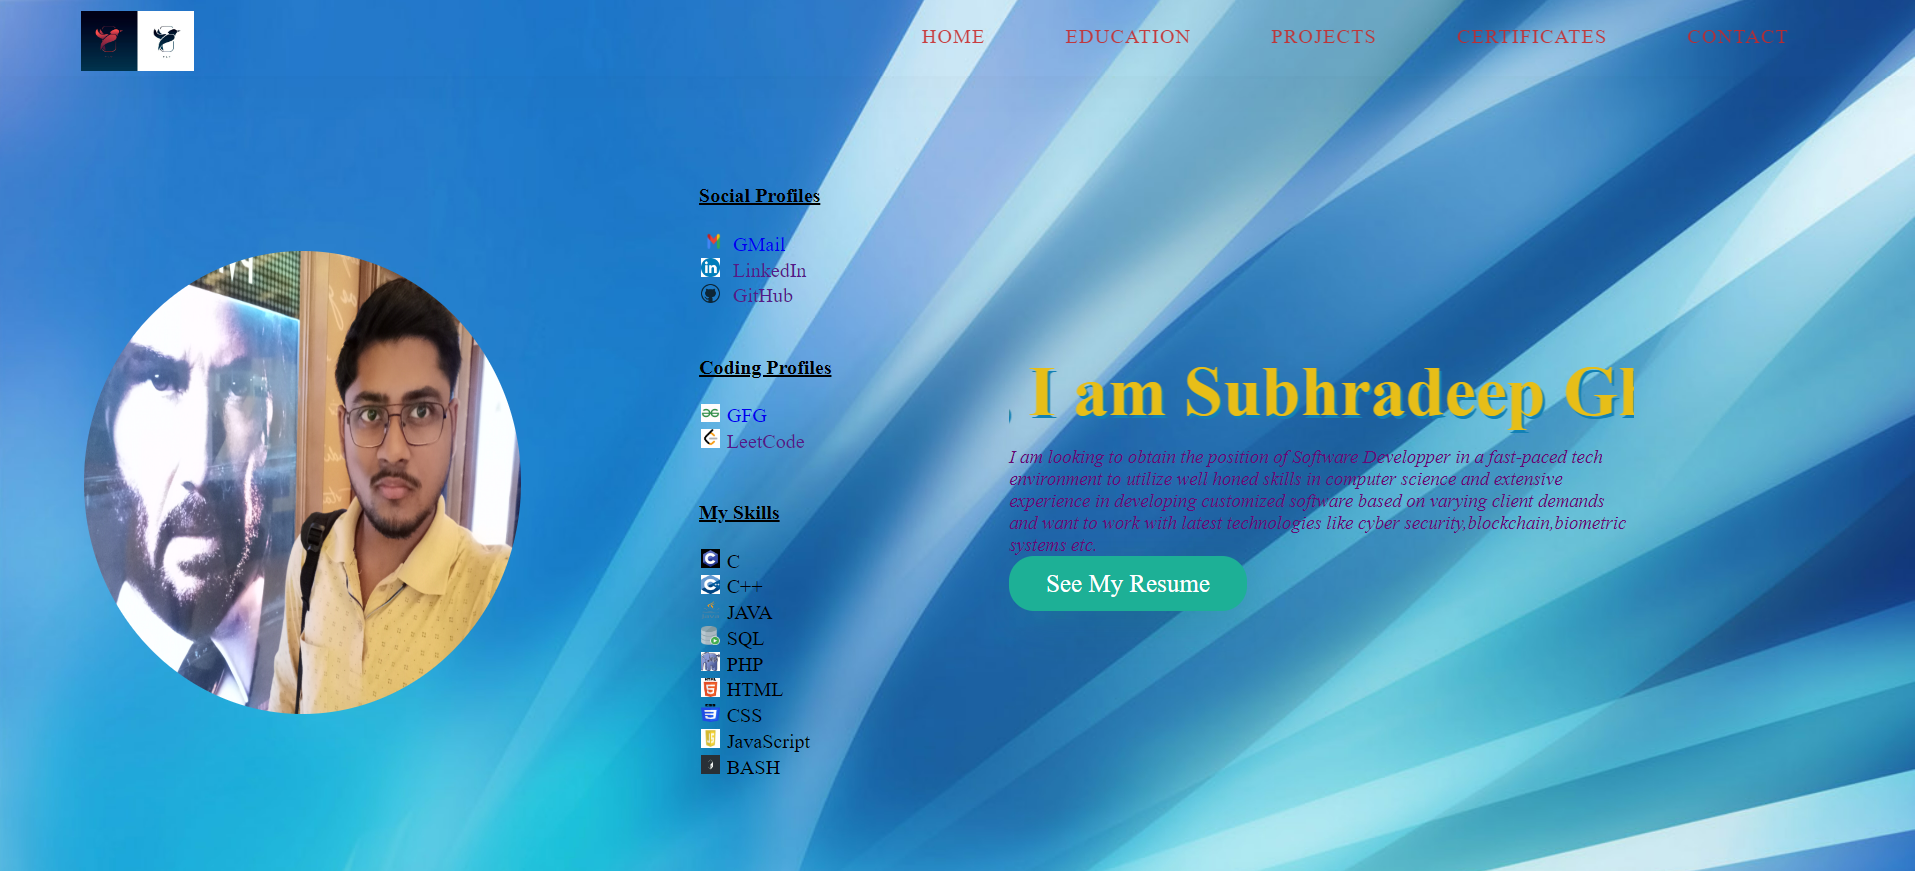 HOME EDUCATION PROJECTS CERTIFICATES CONTACT
Social Profiles
GMail
LinkedIn
GitHub
Coding Profiles
GFG
LeetCode
My Skills
C
C++
JAVA
SQL
PHP
HTML
CSS
JavaScript
BASH
I am Subhradeep Gh
I am looking to obtain the position of Software Developper in a fast-paced tech
environment to utilize well honed skills in computer science and extensive
experience in developing customized software based on varying client demands
and want to work with latest technologies like cyber security,blockchain,biometric
systems etc.
See My Resume